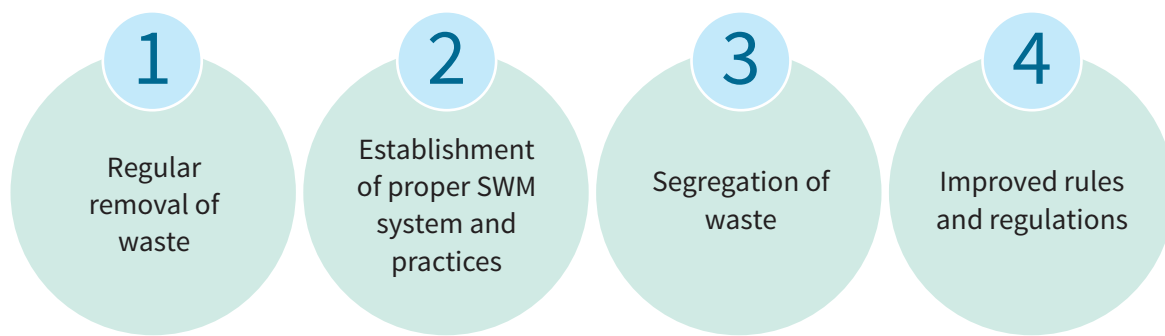 1
Regular
removal of
waste
2
Establishment
of proper SWM
system and
practices
3
Segregation of
waste
4
Improved rules
and regulations